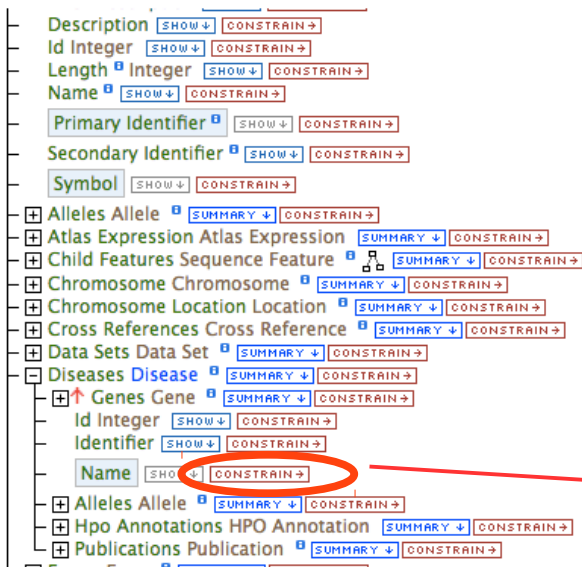 Description SHOW↓ CONSTRAIN→
Id Integer SHOW↓ CONSTRAIN→
Length i Integer SHOW↓ CONSTRAIN→
Name i SHOW↓ CONSTRAIN→
Primary Identifier i SHOW↓ CONSTRAIN→
Secondary Identifier i SHOW↓ CONSTRAIN→
Symbol SHOW↓ CONSTRAIN→
Alleles Allele i SUMMARY ↓ CONSTRAIN→
Atlas Expression Atlas Expression SUMMARY ↓ CONSTRAIN→
Child Features Sequence Feature i SUMMARY ↓ CONSTRAIN→
Chromosome Chromosome i SUMMARY ↓ CONSTRAIN→
Chromosome Location Location i SUMMARY ↓ CONSTRAIN→
Cross References Cross Reference i SUMMARY ↓ CONSTRAIN→
Data Sets Data Set i SUMMARY ↓ CONSTRAIN→
Diseases Disease i SUMMARY ↓ CONSTRAIN→
Genes Gene i SUMMARY ↓ CONSTRAIN→
Id Integer SHOW↓ CONSTRAIN→
Identifier SHOW↓ CONSTRAIN→
Name SHOW↓ CONSTRAIN→
Alleles Allele i SUMMARY ↓ CONSTRAIN→
Hpo Annotations HPO Annotation SUMMARY ↓ CONSTRAIN→
Publications Publication i SUMMARY ↓ CONSTRAIN→